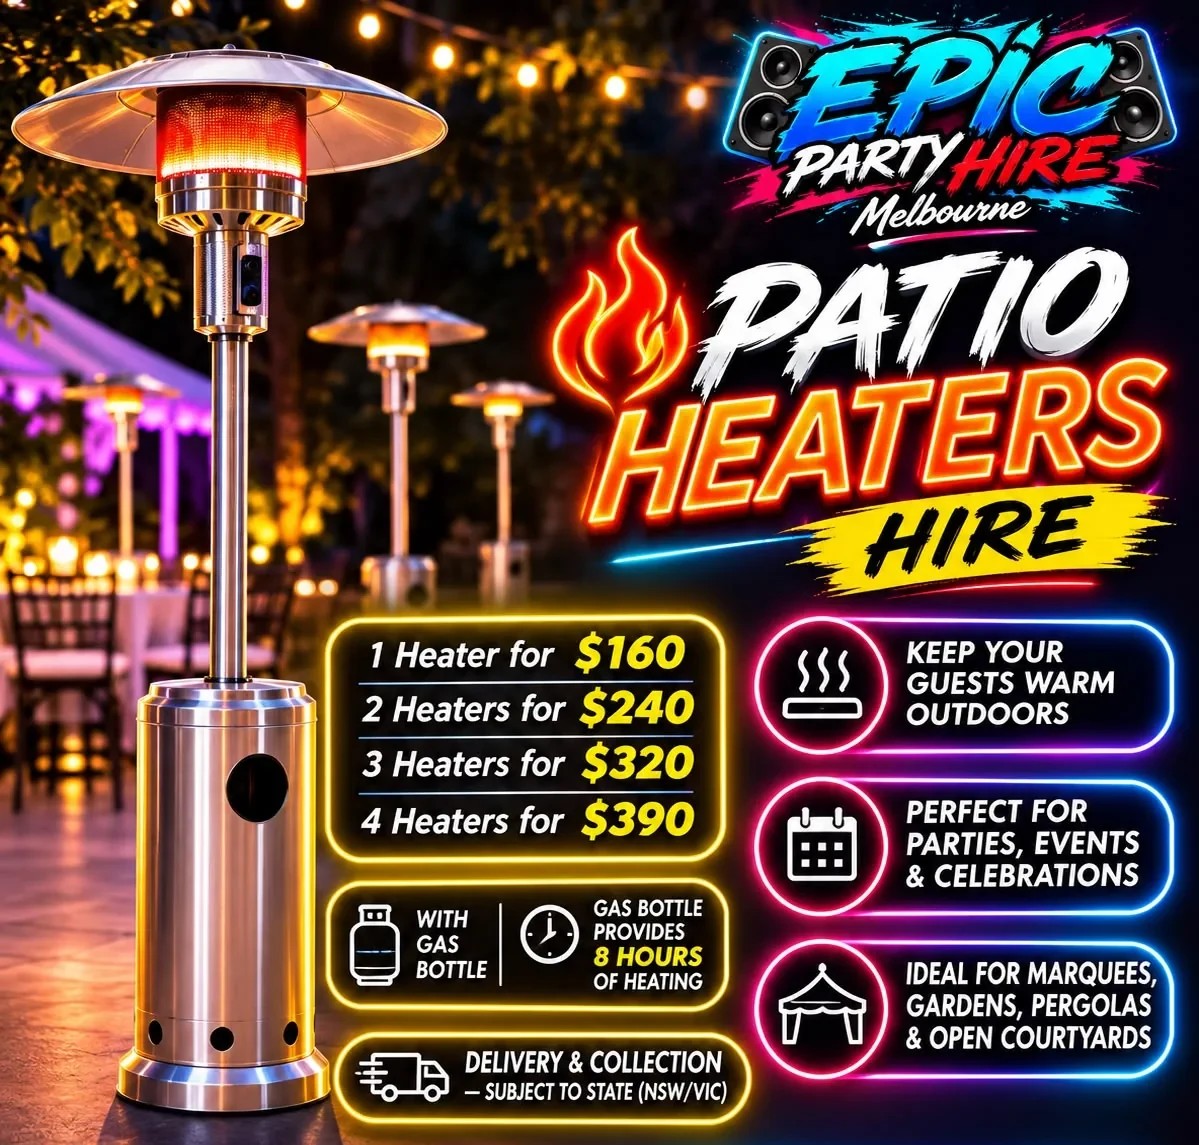 EPIC
PARTY HIRE
Melbourne
PATIO
HEATERS
HIRE
1 Heater for $160
2 Heaters for $240
3 Heaters for $320
4 Heaters for $390
WITH
GAS
BOTTLE
GAS BOTTLE
PROVIDES
8 HOURS
OF HEATING
DELIVERY & COLLECTION
— SUBJECT TO STATE (NSW/VIC)
KEEP YOUR
GUESTS WARM
OUTDOORS
PERFECT FOR
PARTIES, EVENTS
& CELEBRATIONS
IDEAL FOR MARQUEES,
GARDENS, PERGOLAS
& OPEN COURTYARDS